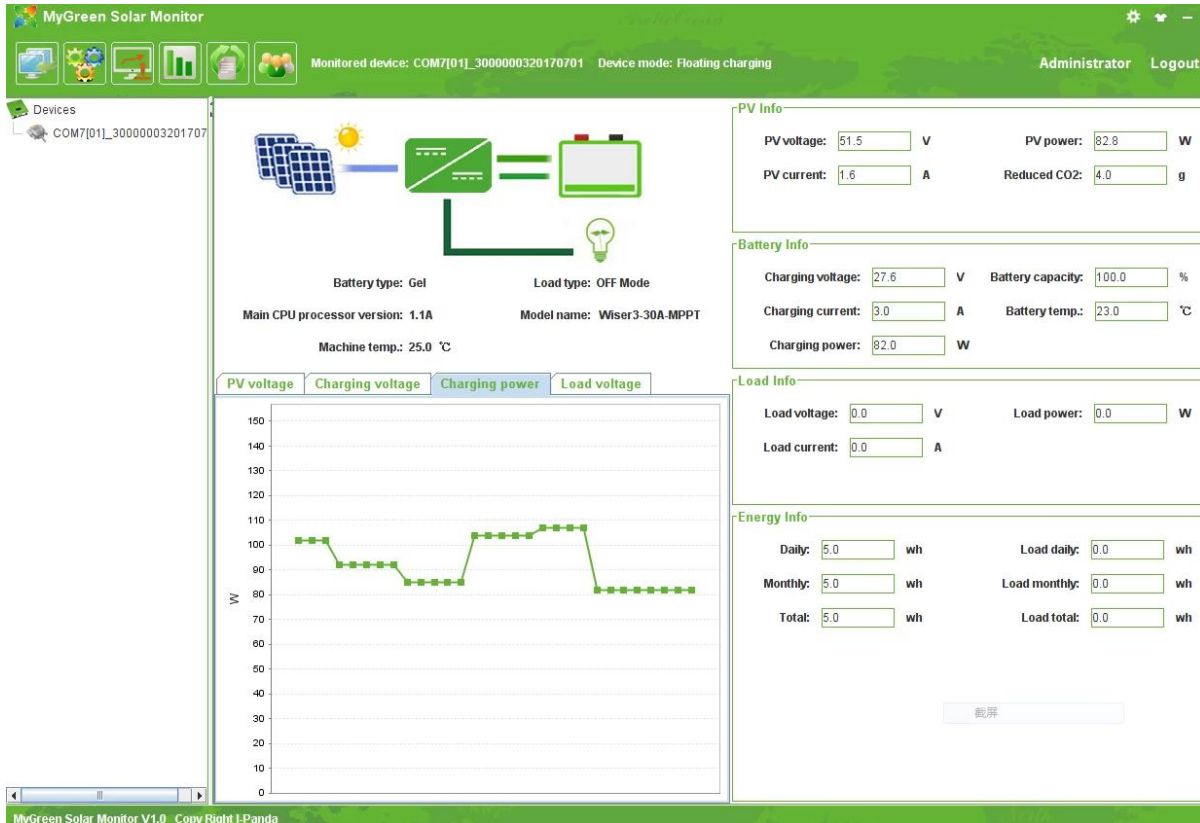 MyGreen Solar Monitor
Monitored device: COM7[01]_3000000320170701 Device mode: Floating charging
Administrator Logout
Devices
COM7[01]_30000003201707
Battery type: Gel Load type: OFF Mode
Main CPU processor version: 1.1A Model name: Wiser3-30A-MPPT
Machine temp.: 25.0 ℃
PV voltage Charging voltage Charging power Load voltage
150
140
130
120
110
100
90
80
70
60
50
40
30
20
10
0
W
PV Info
PV voltage: 51.5 V PV power: 82.8 W
PV current: 1.6 A Reduced CO2: 4.0 g
Battery Info
Charging voltage: 27.6 V Battery capacity: 100.0 %
Charging current: 3.0 A Battery temp.: 23.0 ℃
Charging power: 82.0 W
Load Info
Load voltage: 0.0 V Load power: 0.0 W
Load current: 0.0 A
Energy Info
Daily: 5.0 wh Load daily: 0.0 wh
Monthly: 5.0 wh Load monthly: 0.0 wh
Total: 5.0 wh Load total: 0.0 wh
截屏
MyGreen Solar Monitor V1.0 Copy Right I-Panda